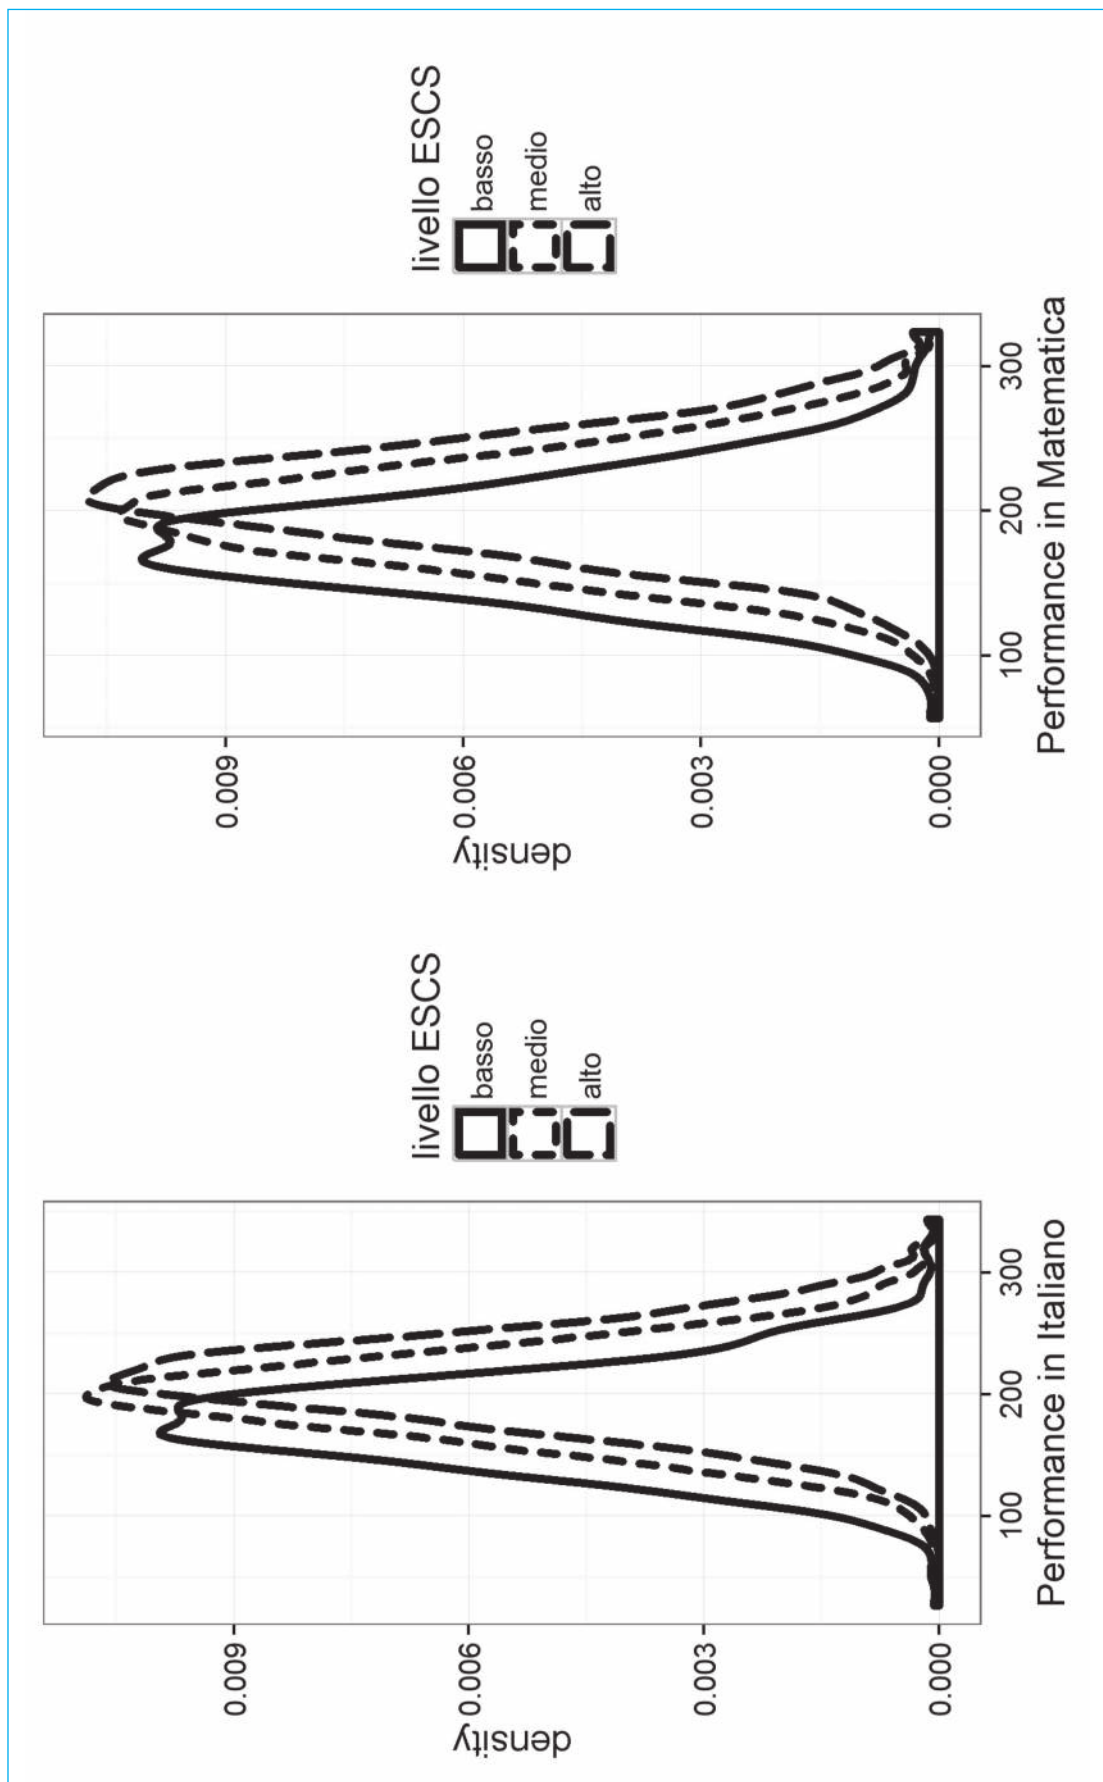 density
0.009
0.006
0.003
0.000
100
200
300
Performance in Italiano
livello ESCS
basso
medio
alto
density
0.009
0.006
0.003
0.000
100
200
300
Performance in Matematica
livello ESCS
basso
medio
alto